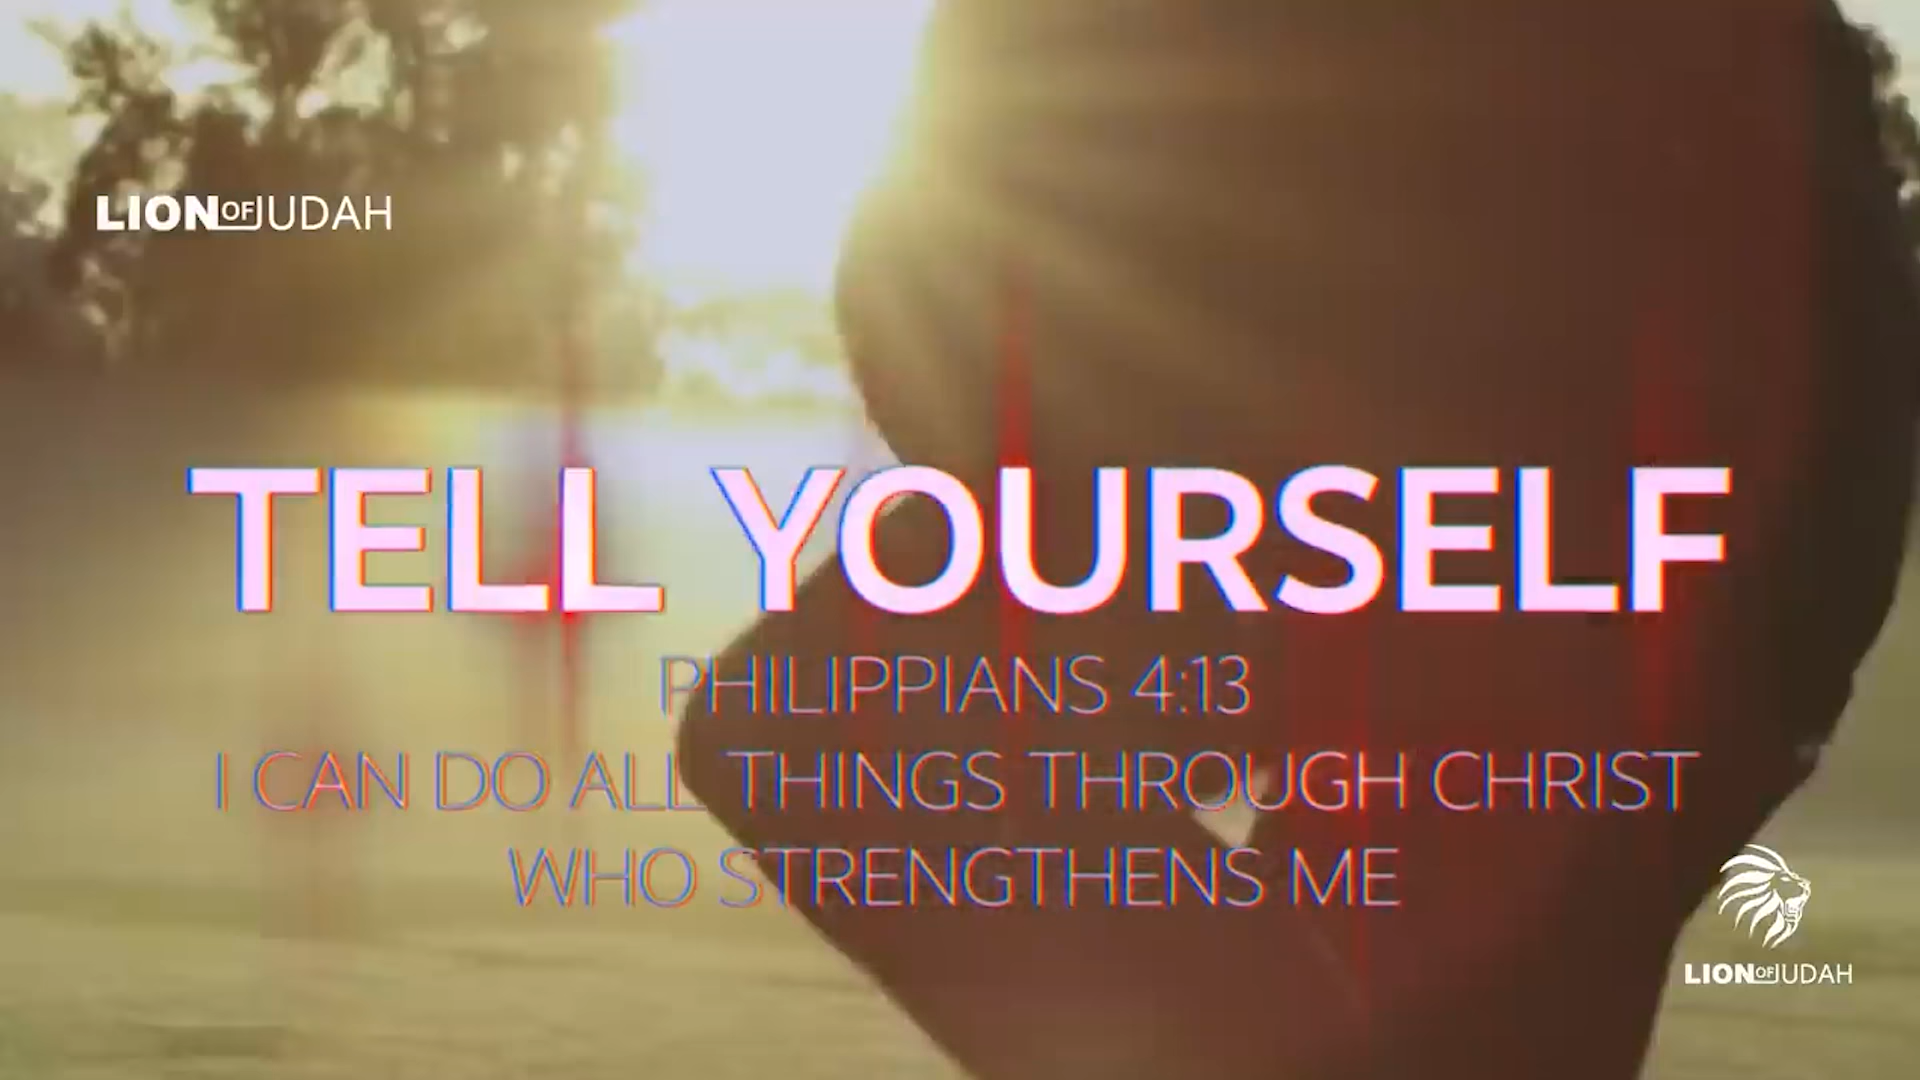 LION OF JUDAH
TELL YOURSELF
PHILIPPIANS 4:13
I CAN DO ALL THINGS THROUGH CHRIST
WHO STRENGTHENS ME
LION OF JUDAH